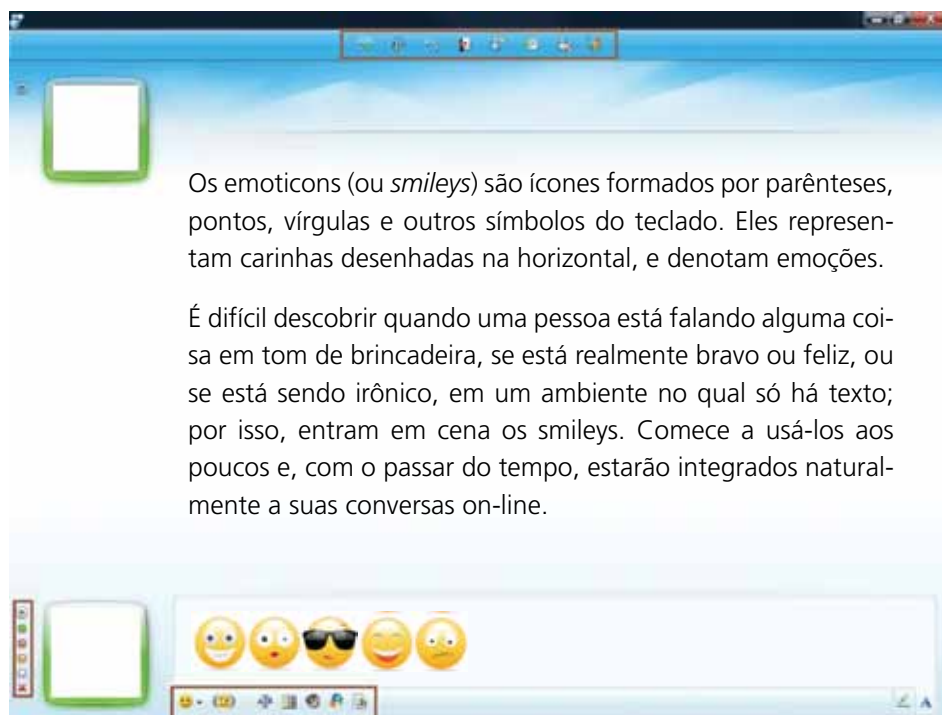 Os emoticons (ou smileys) são ícones formados por parênteses,
pontos, vírgulas e outros símbolos do teclado. Eles represen-
tam carinhas desenhadas na horizontal, e denotam emoções.
É difícil descobrir quando uma pessoa está falando alguma coi-
sa em tom de brincadeira, se está realmente bravo ou feliz, ou
se está sendo irônico, em um ambiente no qual só há texto;
por isso, entram em cena os smileys. Comece a usá-los aos
poucos e, com o passar do tempo, estarão integrados natural-
mente a suas conversas on-line.
A